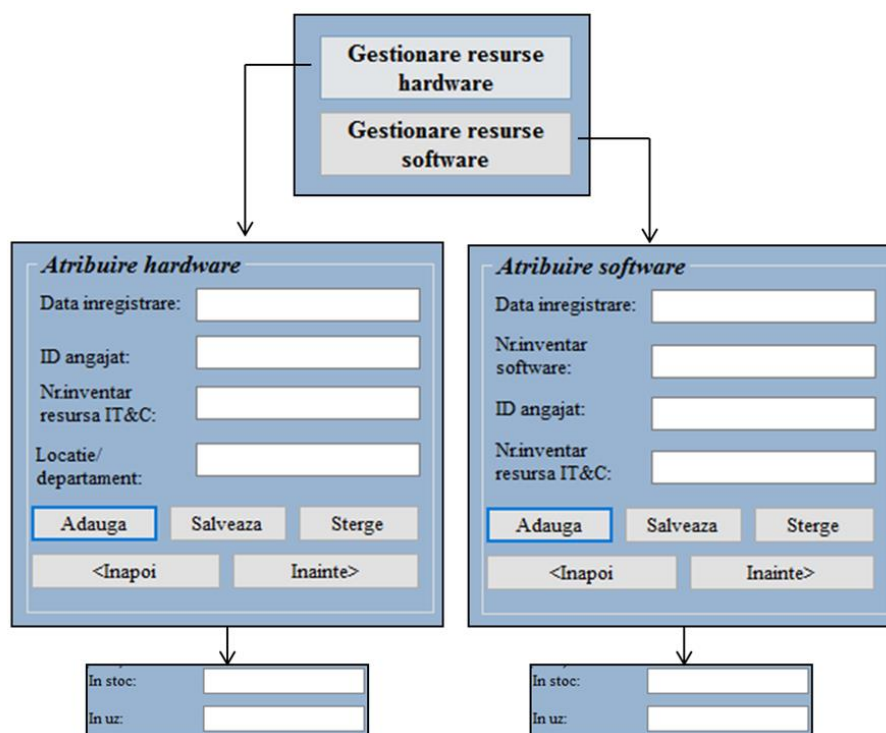 Gestionare resurse
hardware
Gestionare resurse
software
Atribuire hardware
Data inregistrare:
ID angajat:
Nr.inventar
resursa IT&C:
Locatie/
departament:
Adauga
Salveaza
Sterge
<Inapoi
Inainte>
Atribuire software
Data inregistrare:
Nr.inventar
software:
ID angajat:
Nr.inventar
resursa IT&C:
Adauga
Salveaza
Sterge
<Inapoi
Inainte>
In stoc:
In uz:
In stoc:
In uz: